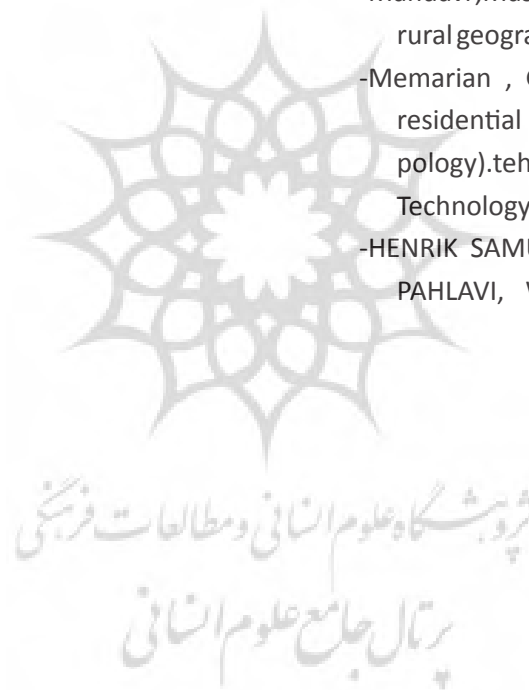 rural geogra
-Memarian , 
residential
pology).teh
Technology
-HENRIK SAMU
PAHLAVI,
پژوهشگاه علوم انسانی و مطالعات فرهنگی
پرتال جامع علوم انسانی